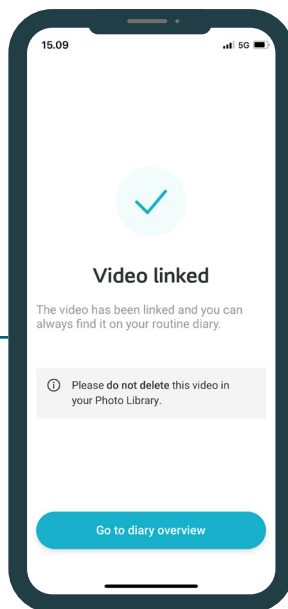 15.09
5G
Video linked
The video has been linked and you can
always find it on your routine diary.
Please do not delete this video in
your Photo Library.
Go to diary overview